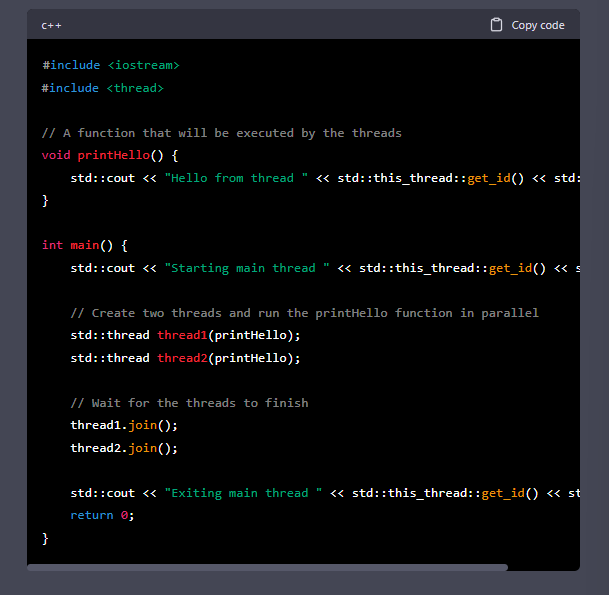 c++ Copy code
#include <iostream>
#include <thread>
// A function that will be executed by the threads
void printHello() {
    std::cout << "Hello from thread " << std::this_thread::get_id() << std:
}
int main() {
    std::cout << "Starting main thread " << std::this_thread::get_id() << s
    // Create two threads and run the printHello function in parallel
    std::thread thread1(printHello);
    std::thread thread2(printHello);
    // Wait for the threads to finish
    thread1.join();
    thread2.join();
    std::cout << "Exiting main thread " << std::this_thread::get_id() << st
    return 0;
}